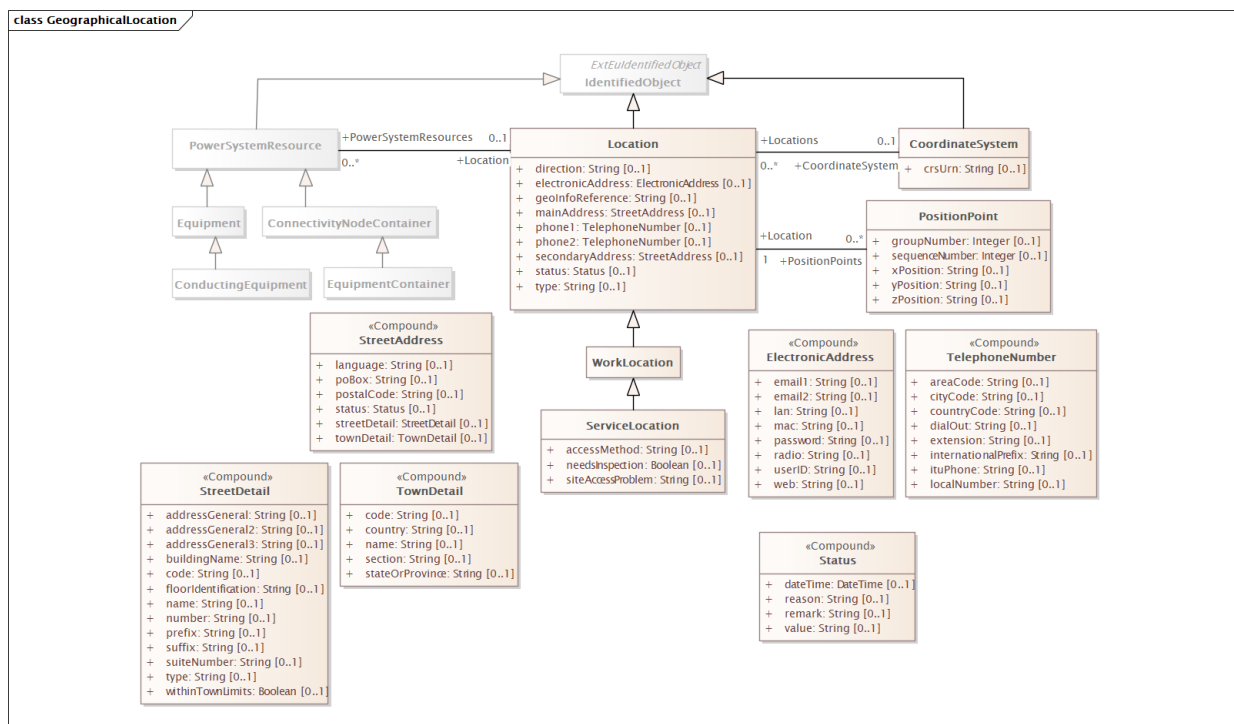 class GeographicalLocation
ExtEuIdentifiedObject
IdentifiedObject
PowerSystemResource
+PowerSystemResources
0..1
0..*
+Location
Equipment
ConnectivityNodeContainer
ConductingEquipment
EquipmentContainer
Location
+ direction: String [0..1]
+ electronicAddress: ElectronicAddress [0..1]
+ geoInfoReference: String [0..1]
+ mainAddress: StreetAddress [0..1]
+ phone1: TelephoneNumber [0..1]
+ phone2: TelephoneNumber [0..1]
+ secondaryAddress: StreetAddress [0..1]
+ status: Status [0..1]
+ type: String [0..1]
+Locations
0..1
0..*
+CoordinateSystem
CoordinateSystem
+ crsUrn: String [0..1]
+Location
0..*
1
+PositionPoints
PositionPoint
+ groupNumber: Integer [0..1]
+ sequenceNumber: Integer [0..1]
+ xPosition: String [0..1]
+ yPosition: String [0..1]
+ zPosition: String [0..1]
«Compound»
StreetAddress
+ language: String [0..1]
+ poBox: String [0..1]
+ postalCode: String [0..1]
+ status: Status [0..1]
+ streetDetail: StreetDetail [0..1]
+ townDetail: TownDetail [0..1]
WorkLocation
ServiceLocation
+ accessMethod: String [0..1]
+ needsInspection: Boolean [0..1]
+ siteAccessProblem: String [0..1]
«Compound»
ElectronicAddress
+ email1: String [0..1]
+ email2: String [0..1]
+ lan: String [0..1]
+ mac: String [0..1]
+ password: String [0..1]
+ radio: String [0..1]
+ userID: String [0..1]
+ web: String [0..1]
«Compound»
TelephoneNumber
+ areaCode: String [0..1]
+ cityCode: String [0..1]
+ countryCode: String [0..1]
+ dialOut: String [0..1]
+ extension: String [0..1]
+ internationalPrefix: String [0..1]
+ ituPhone: String [0..1]
+ localNumber: String [0..1]
«Compound»
StreetDetail
+ addressGeneral: String [0..1]
+ addressGeneral2: String [0..1]
+ addressGeneral3: String [0..1]
+ buildingName: String [0..1]
+ code: String [0..1]
+ floorIdentification: String [0..1]
+ name: String [0..1]
+ number: String [0..1]
+ prefix: String [0..1]
+ suffix: String [0..1]
+ suiteNumber: String [0..1]
+ type: String [0..1]
+ withinTownLimits: Boolean [0..1]
«Compound»
TownDetail
+ code: String [0..1]
+ country: String [0..1]
+ name: String [0..1]
+ section: String [0..1]
+ stateOrProvince: String [0..1]
«Compound»
Status
+ dateTime: DateTime [0..1]
+ reason: String [0..1]
+ remark: String [0..1]
+ value: String [0..1]